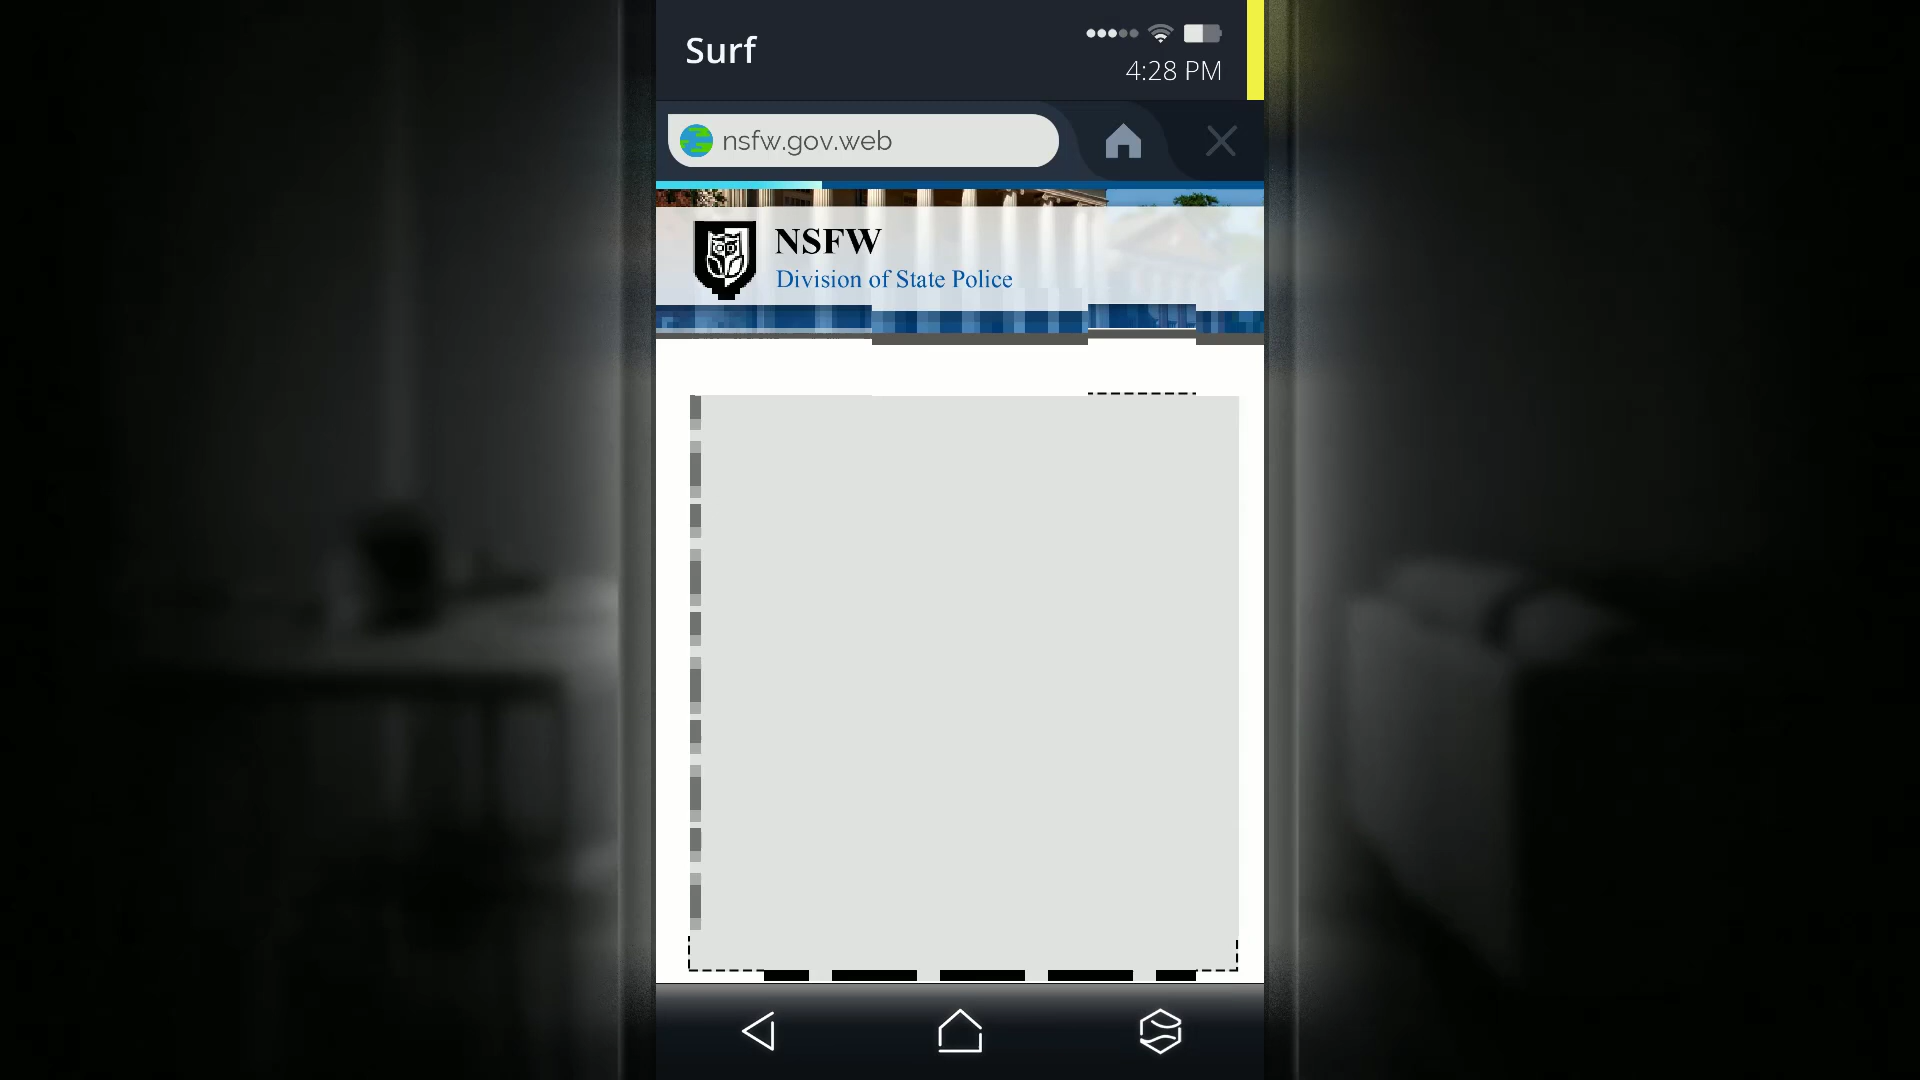 Surf
4:28 PM
nsfw.gov.web
NSFW
Division of State Police